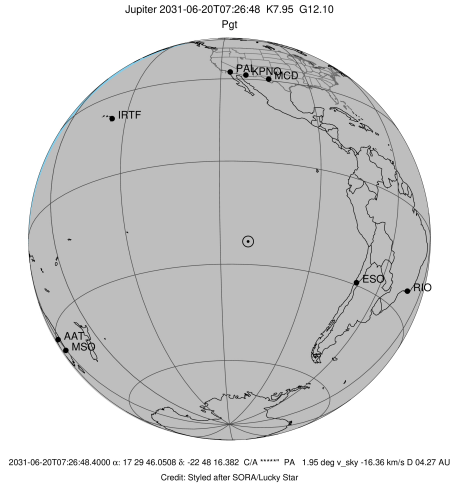 Jupiter 2031-06-20T07:26:48 K7.95 G12.10
Pgt
PAL KPNO MCD
IRTF
ESO
RIO
AAT
MSO
2031-06-20T07:26:48.4000 α: 17 29 46.0508 δ: -22 48 16.382 C/A *****" PA 1.95 deg v_sky -16.36 km/s D 04.27 AU
Credit: Styled after SORA/Lucky Star